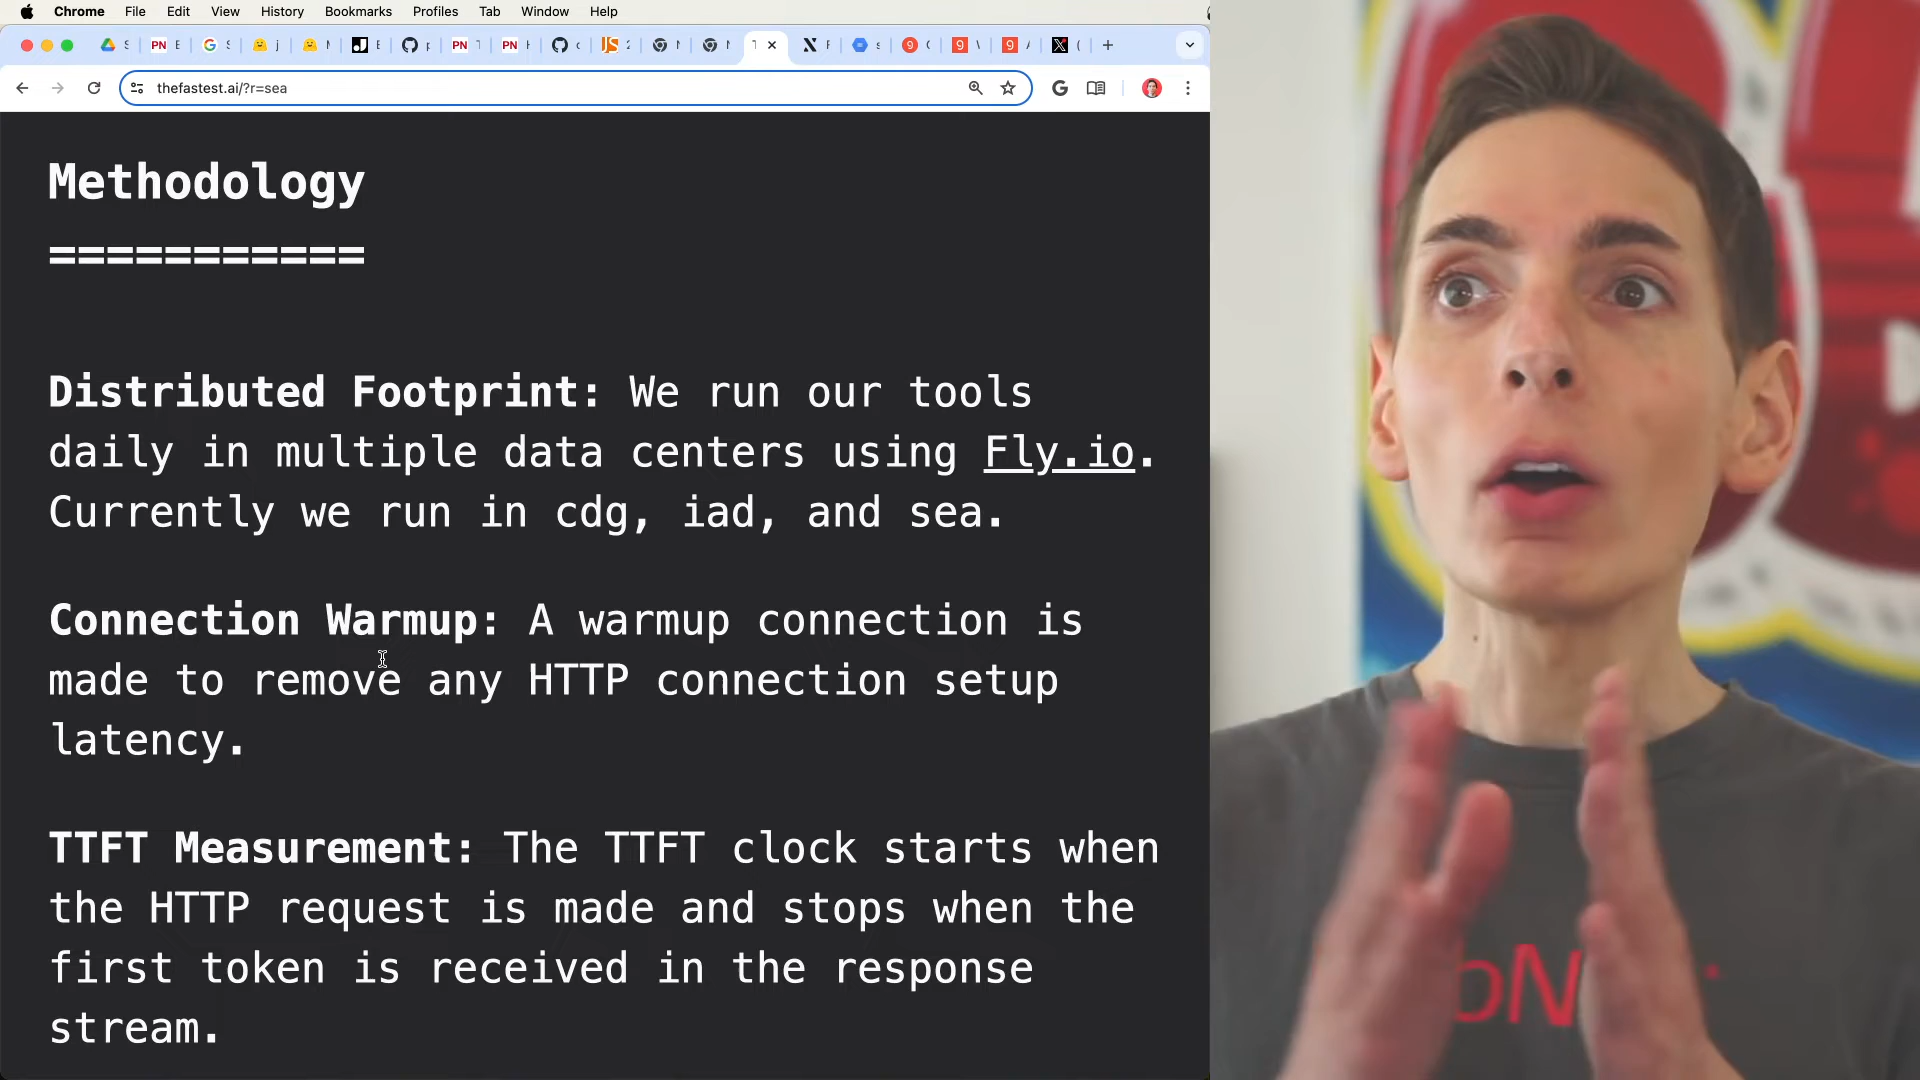 Chrome File Edit View History Bookmarks Profiles Tab Window Help
thefastest.ai/?r=sea
Methodology
===========
Distributed Footprint: We run our tools
daily in multiple data centers using Fly.io.
Currently we run in cdg, iad, and sea.
Connection Warmup: A warmup connection is
made to remove any HTTP connection setup
latency.
TTFT Measurement: The TTFT clock starts when
the HTTP request is made and stops when the
first token is received in the response
stream.